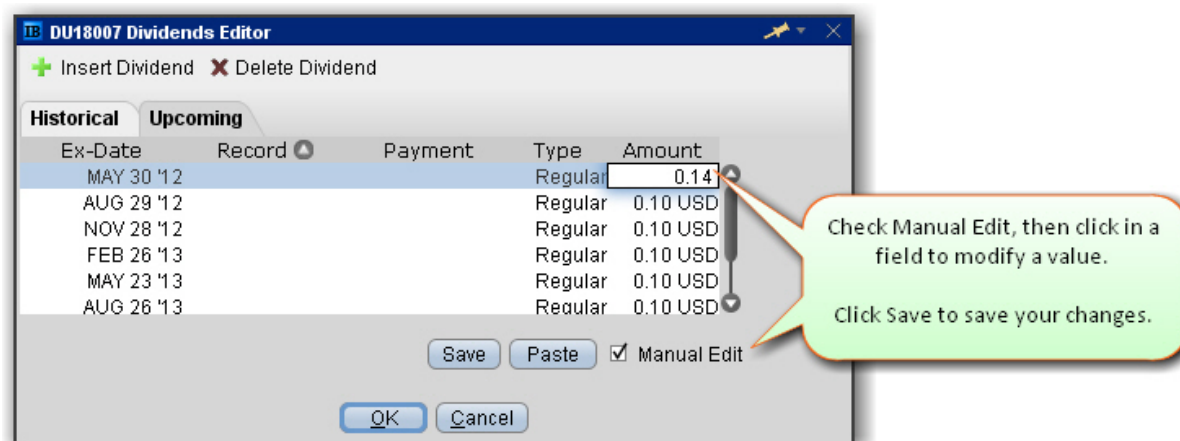 IB DU18007 Dividends Editor
Insert Dividend Delete Dividend
Historical Upcoming
Ex-Date Record Payment Type Amount
MAY 30 '12 Regular 0.14
AUG 29 '12 Regular 0.10 USD
NOV 28 '12 Regular 0.10 USD
FEB 26 '13 Regular 0.10 USD
MAY 23 '13 Regular 0.10 USD
AUG 26 '13 Regular 0.10 USD
Save Paste Manual Edit
OK Cancel
Check Manual Edit, then click in a
field to modify a value.
Click Save to save your changes.